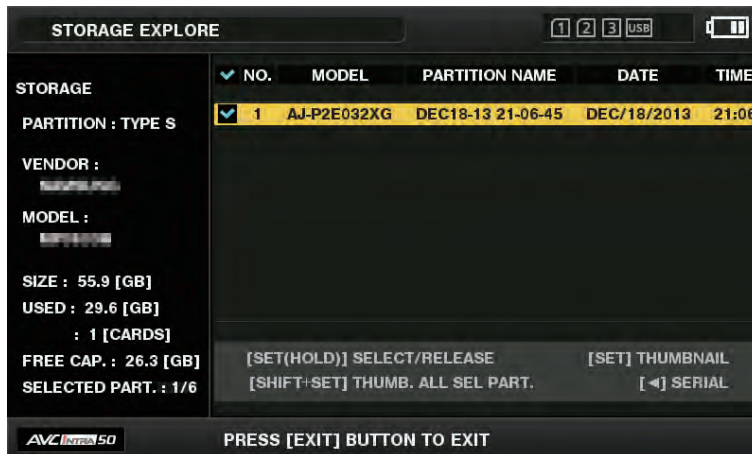 STORAGE EXPLORE
1 2 3 USB
STORAGE
PARTITION : TYPE S
VENDOR :
MODEL :
SIZE : 55.9 [GB]
USED : 29.6 [GB]
: 1 [CARDS]
FREE CAP. : 26.3 [GB]
SELECTED PART. : 1/6
NO. MODEL PARTITION NAME DATE TIME
1 AJ-P2E032XG DEC18-13 21-06-45 DEC/18/2013 21:06
[SET(HOLD)] SELECT/RELEASE [SET] THUMBNAIL
[SHIFT+SET] THUMB. ALL SEL PART. [◀] SERIAL
AVC INTRA 50
PRESS [EXIT] BUTTON TO EXIT